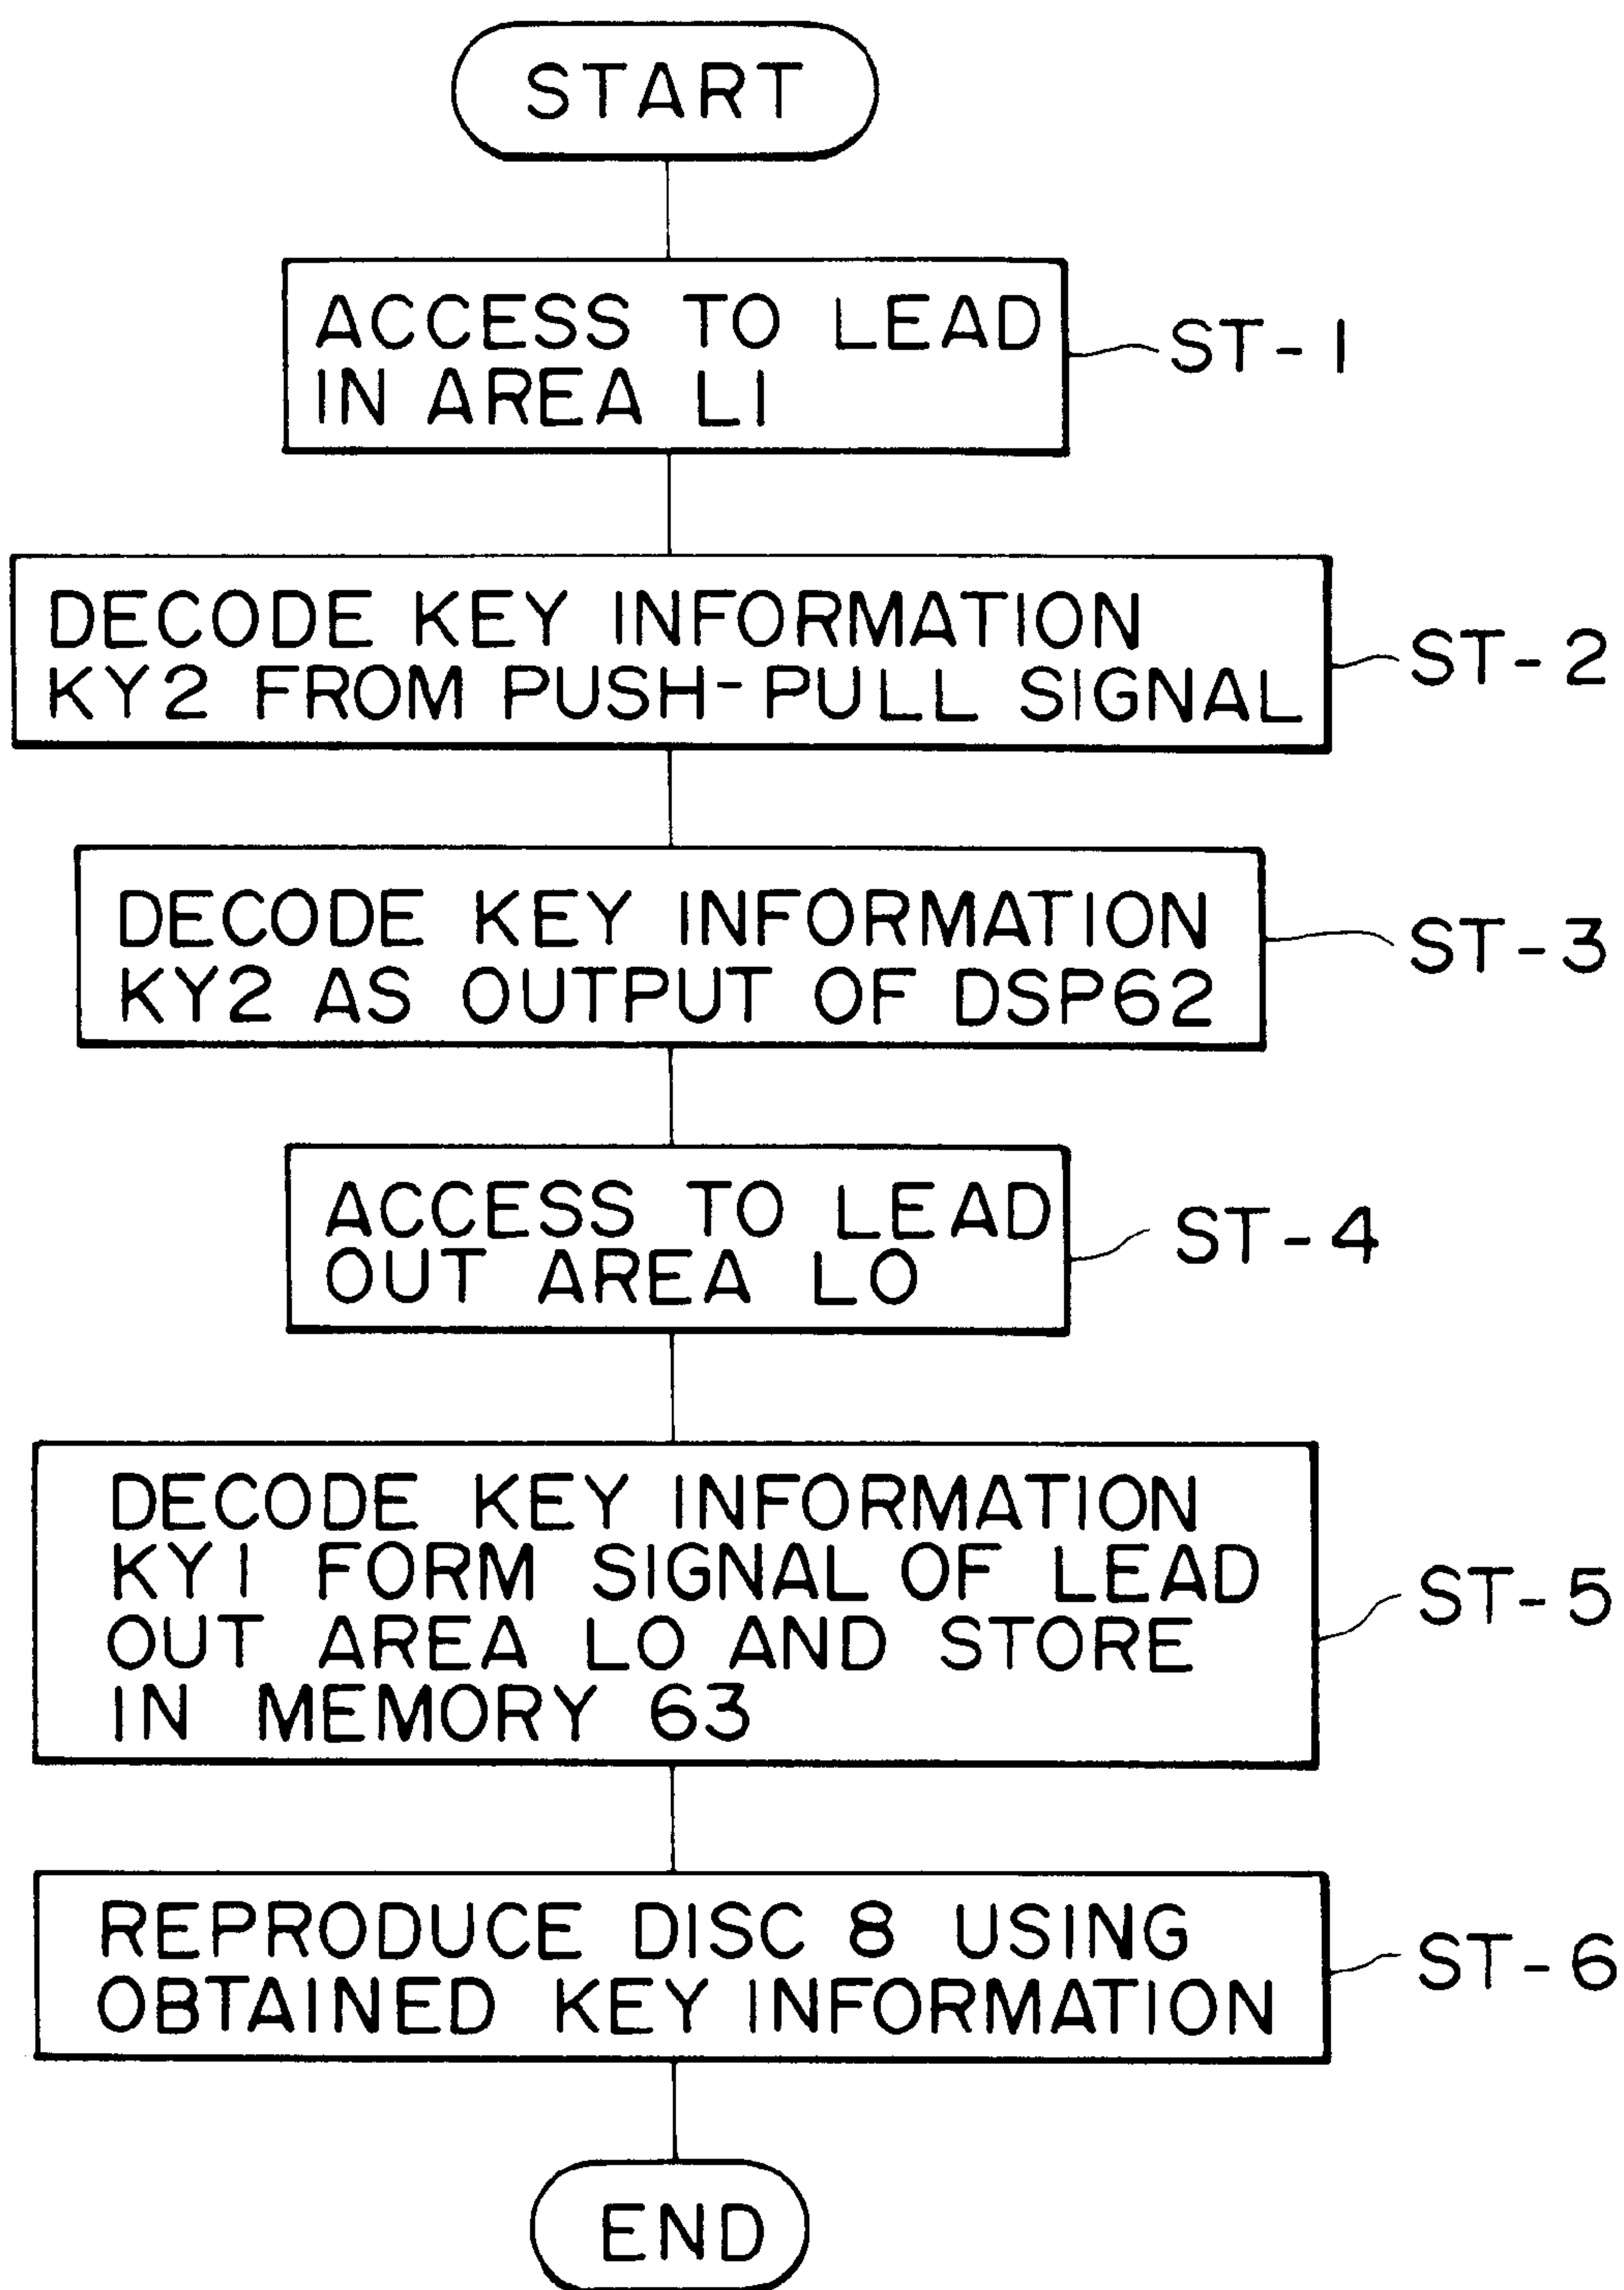 START
ACCESS TO LEAD
IN AREA LI
ST-1
DECODE KEY INFORMATION
KY2 FROM PUSH-PULL SIGNAL
ST-2
DECODE KEY INFORMATION
KY2 AS OUTPUT OF DSP62
ST-3
ACCESS TO LEAD
OUT AREA LO
ST-4
DECODE KEY INFORMATION
KY1 FORM SIGNAL OF LEAD
OUT AREA LO AND STORE
IN MEMORY 63
ST-5
REPRODUCE DISC 8 USING
OBTAINED KEY INFORMATION
ST-6
END